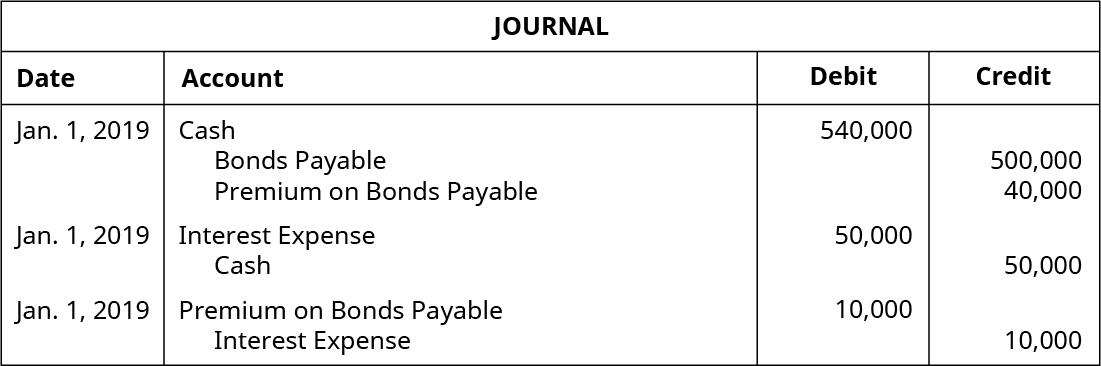 JOURNAL
Date Account Debit Credit
Jan. 1, 2019 Cash 540,000
Bonds Payable 500,000
Premium on Bonds Payable 40,000
Jan. 1, 2019 Interest Expense 50,000
Cash 50,000
Jan. 1, 2019 Premium on Bonds Payable 10,000
Interest Expense 10,000